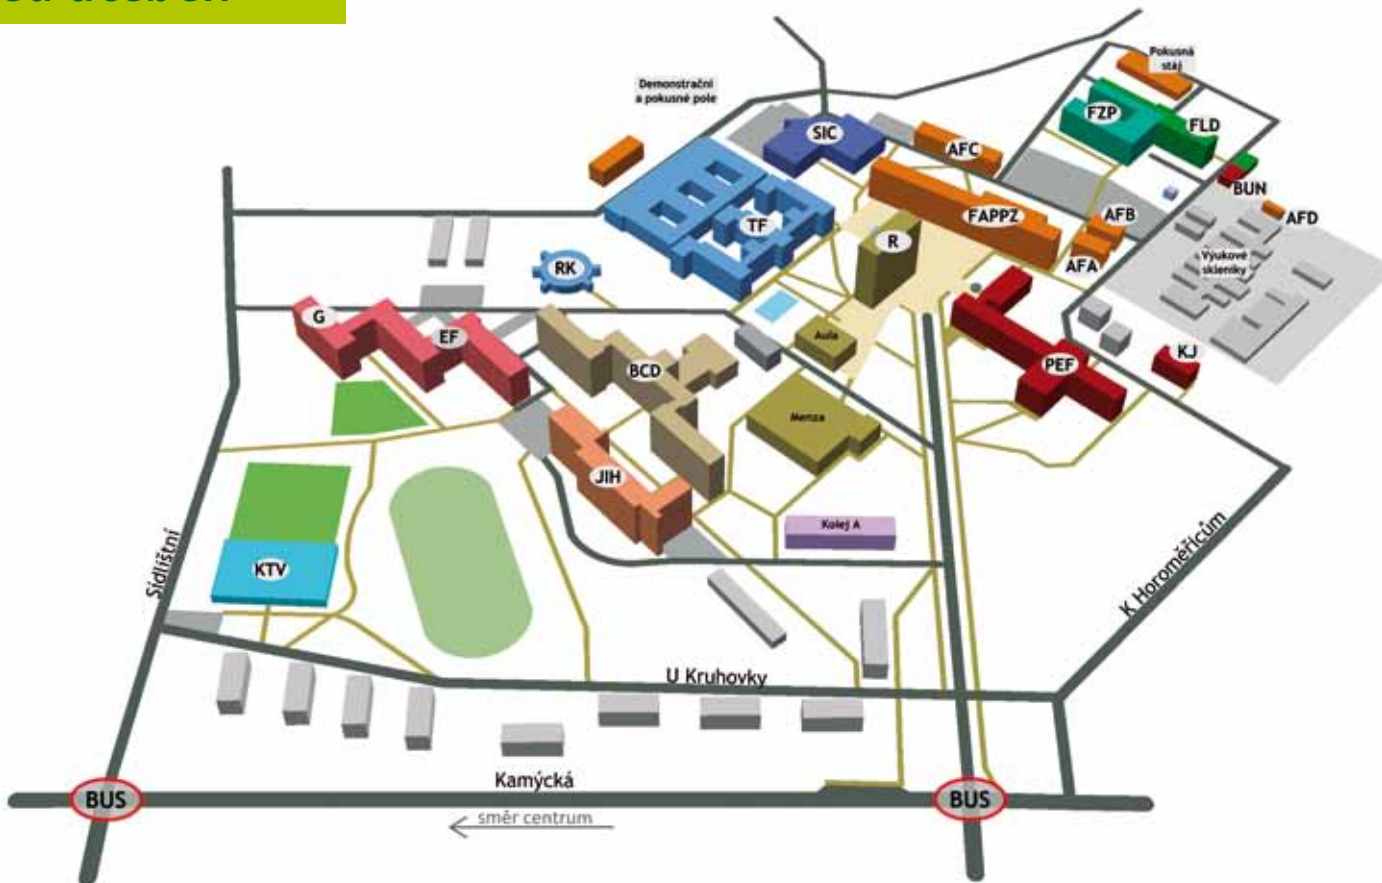 Pokusná
stáj
Demonstrační
a pokusné pole
FZP
FLD
SIC
AFC
BUN
FAPPZ
AFB
AFD
TF
R
AFA
Výukové
skleníky
RK
G
EF
Aula
KJ
PEF
BCD
Menza
JIH
Kolej A
Sídlištní
KTV
K Horoměřicům
U Kruhovky
Kamýcká
BUS
BUS
směr centrum